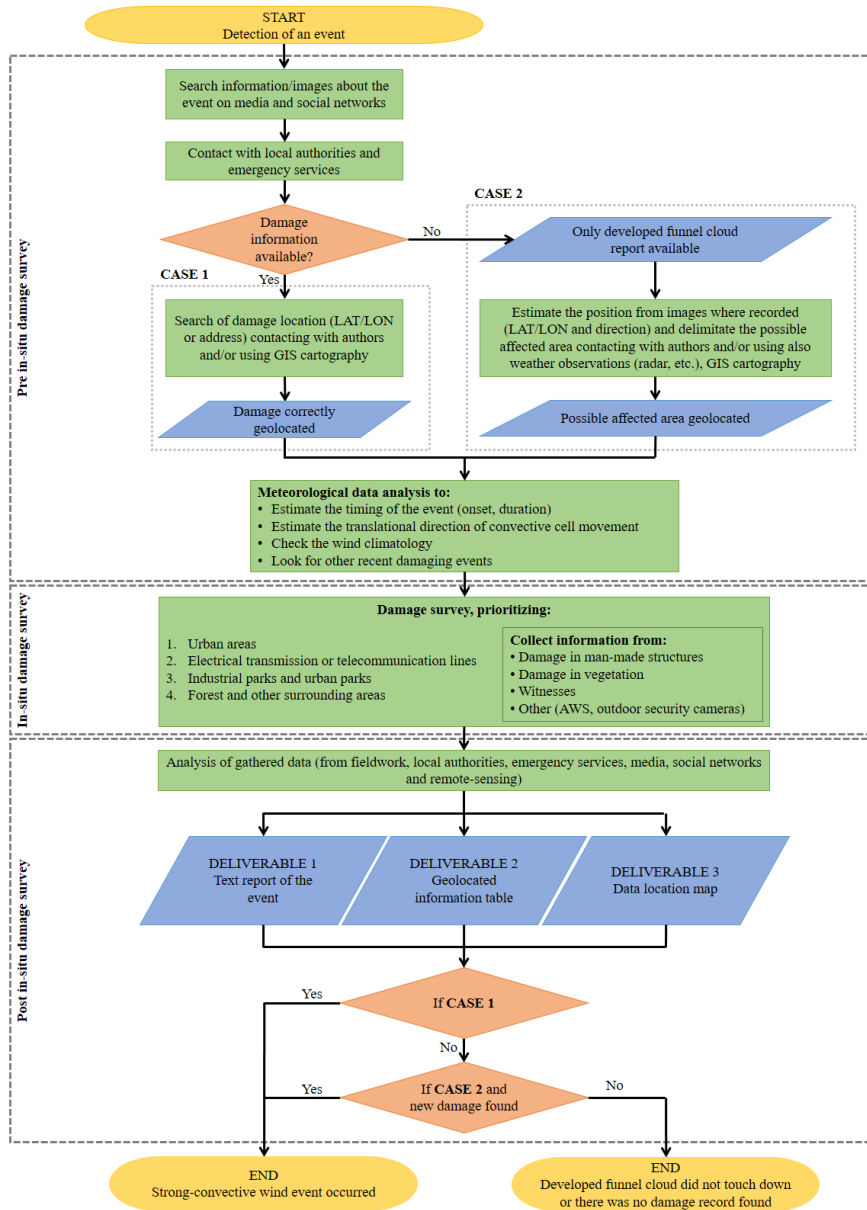 START
Detection of an event
Pre in-situ damage survey
Search information/images about the
event on media and social networks
Contact with local authorities and
emergency services
CASE 2
Damage
information
available?
No
Only developed funnel cloud
report available
CASE 1
Yes
Search of damage location (LAT/LON
or address) contacting with authors
and/or using GIS cartography
Estimate the position from images where recorded
(LAT/LON and direction) and delimitate the possible
affected area contacting with authors and/or using also
weather observations (radar, etc.), GIS cartography
Damage correctly
geolocated
Possible affected area geolocated
Meteorological data analysis to:
• Estimate the timing of the event (onset, duration)
• Estimate the translational direction of convective cell movement
• Check the wind climatology
• Look for other recent damaging events
In-situ damage survey
Damage survey, prioritizing:
1. Urban areas
2. Electrical transmission or telecommunication lines
3. Industrial parks and urban parks
4. Forest and other surrounding areas
Collect information from:
• Damage in man-made structures
• Damage in vegetation
• Witnesses
• Other (AWS, outdoor security cameras)
Post in-situ damage survey
Analysis of gathered data (from fieldwork, local authorities, emergency services, media, social networks
and remote-sensing)
DELIVERABLE 1
Text report of the
event
DELIVERABLE 2
Geolocated
information table
DELIVERABLE 3
Data location map
Yes
If CASE 1
No
Yes
If CASE 2 and
new damage found
No
END
Strong-convective wind event occurred
END
Developed funnel cloud did not touch down
or there was no damage record found